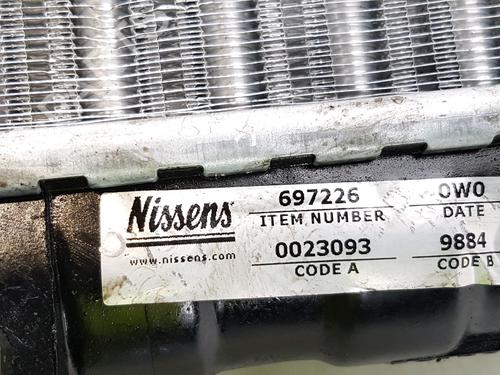 Nissens
www.nissens.com
697226
ITEM NUMBER
0W0
DATE
0023093
CODE A
9884
CODE B